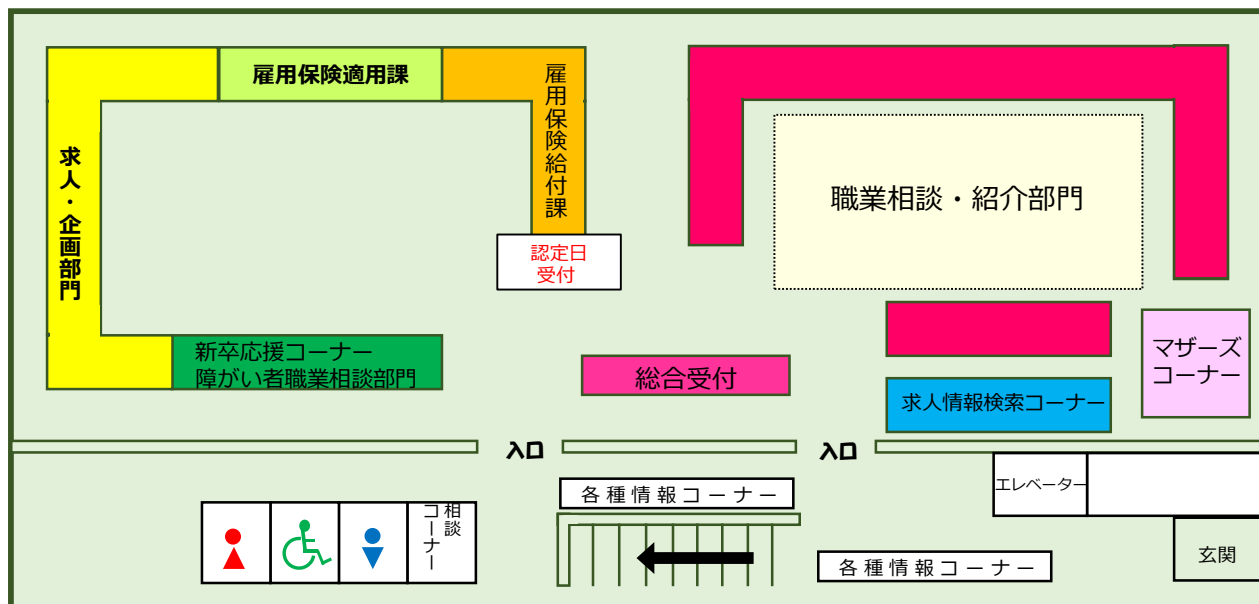 雇用保険適用課
雇用保険給付課
求人・企画部門
認定日
受付
職業相談・紹介部門
新卒応援コーナー
障がい者職業相談部門
総合受付
求人情報検索コーナー
マザーズ
コーナー
入口
入口
各種情報コーナー
エレベーター
相談
コーナー
各種情報コーナー
玄関